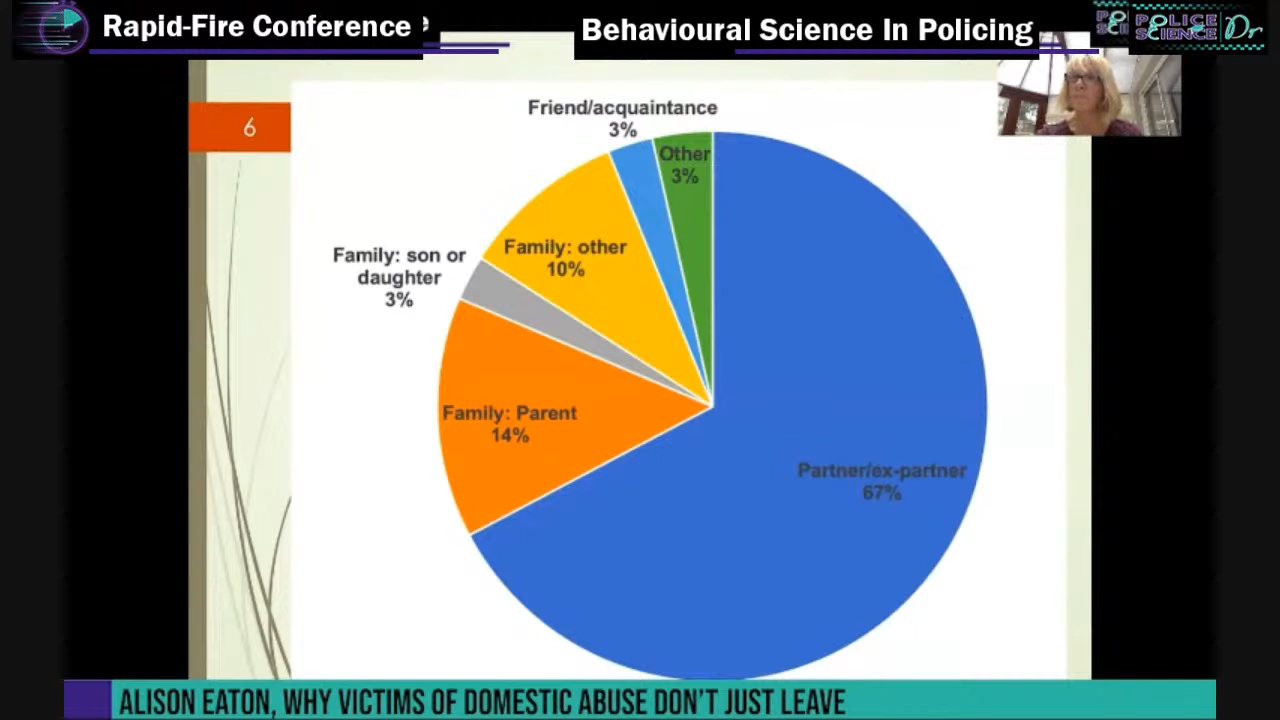 Rapid-Fire Conference
Behavioural Science In Policing
POLICE
SCIENCE Dr
6
Friend/acquaintance
3%
Other
3%
Family: other
10%
Family: son or
daughter
3%
Family: Parent
14%
Partner/ex-partner
67%
ALISON EATON, WHY VICTIMS OF DOMESTIC ABUSE DON'T JUST LEAVE